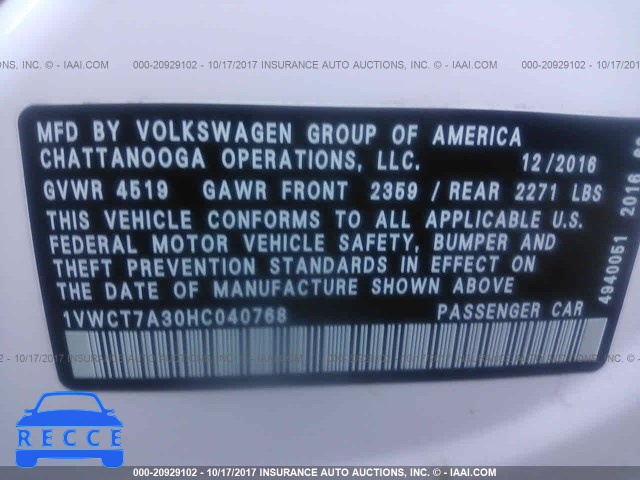 000-20929102 - 10/17/2017 INSURANCE AUTO AUCTIONS, INC. © - IAAI.COM
MFD BY VOLKSWAGEN GROUP OF AMERICA
CHATTANOOGA OPERATIONS, LLC. 12/2016
GVWR 4519 GAWR FRONT 2359 / REAR 2271 LBS
THIS VEHICLE CONFORMS TO ALL APPLICABLE U.S.
FEDERAL MOTOR VEHICLE SAFETY, BUMPER AND
THEFT PREVENTION STANDARDS IN EFFECT ON
THE DATE OF MANUFACTURE SHOWN ABOVE
1VWCT7A30HC040768 PASSENGER CAR
4940051 2016
000-20929102 - 10/17/2017 INSURANCE AUTO AUCTIONS, INC. © - IAAI.COM
RECCE
000-20929102 - 10/17/2017 INSURANCE AUTO AUCTIONS, INC. © - IAAI.COM